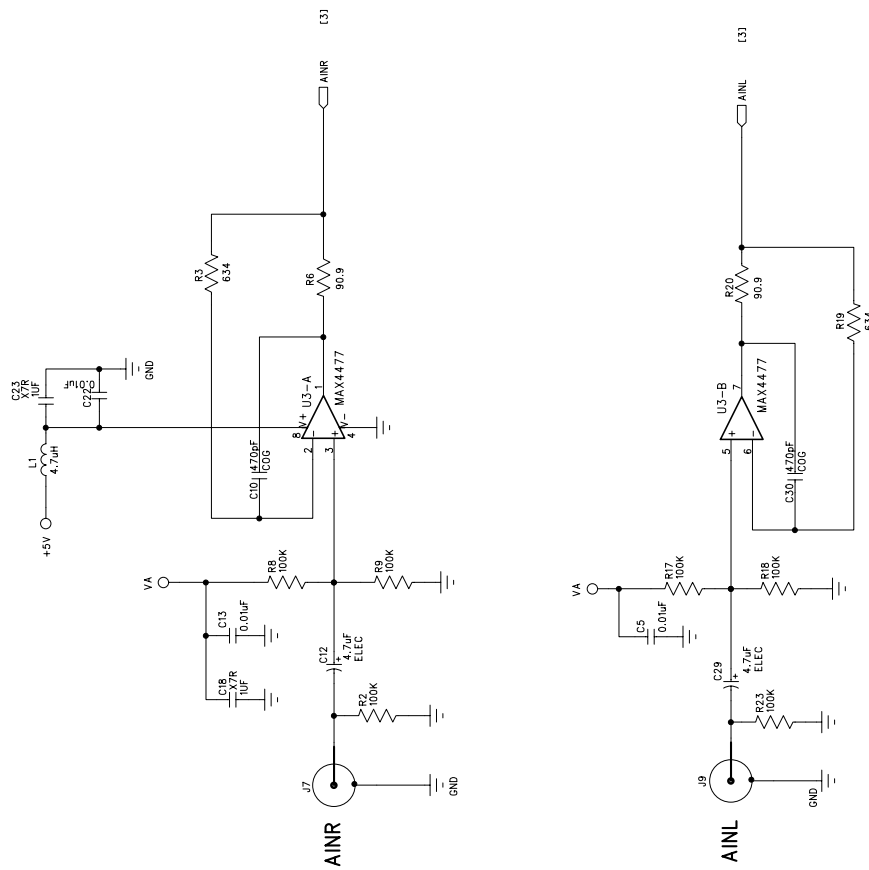 [3]
AINR
R3
634
R6
90.9
C23
X7R
1UF
C22
0.01uF
GND
L1
4.7uH
+5V
C10
470pF
COG
U3-A
MAX4477
8
V+
2
-
3
+
V-
4
1
VA
R8
100K
R9
100K
C13
0.01uF
C18
X7R
1UF
C12
+
4.7uF
ELEC
R2
100K
J7
GND
AINR
[3]
AINL
R20
90.9
R19
634
U3-B
MAX4477
5
+
6
-
7
C30
470pF
COG
VA
R17
100K
R18
100K
C5
0.01uF
C29
+
4.7uF
ELEC
R23
100K
J9
GND
AINL